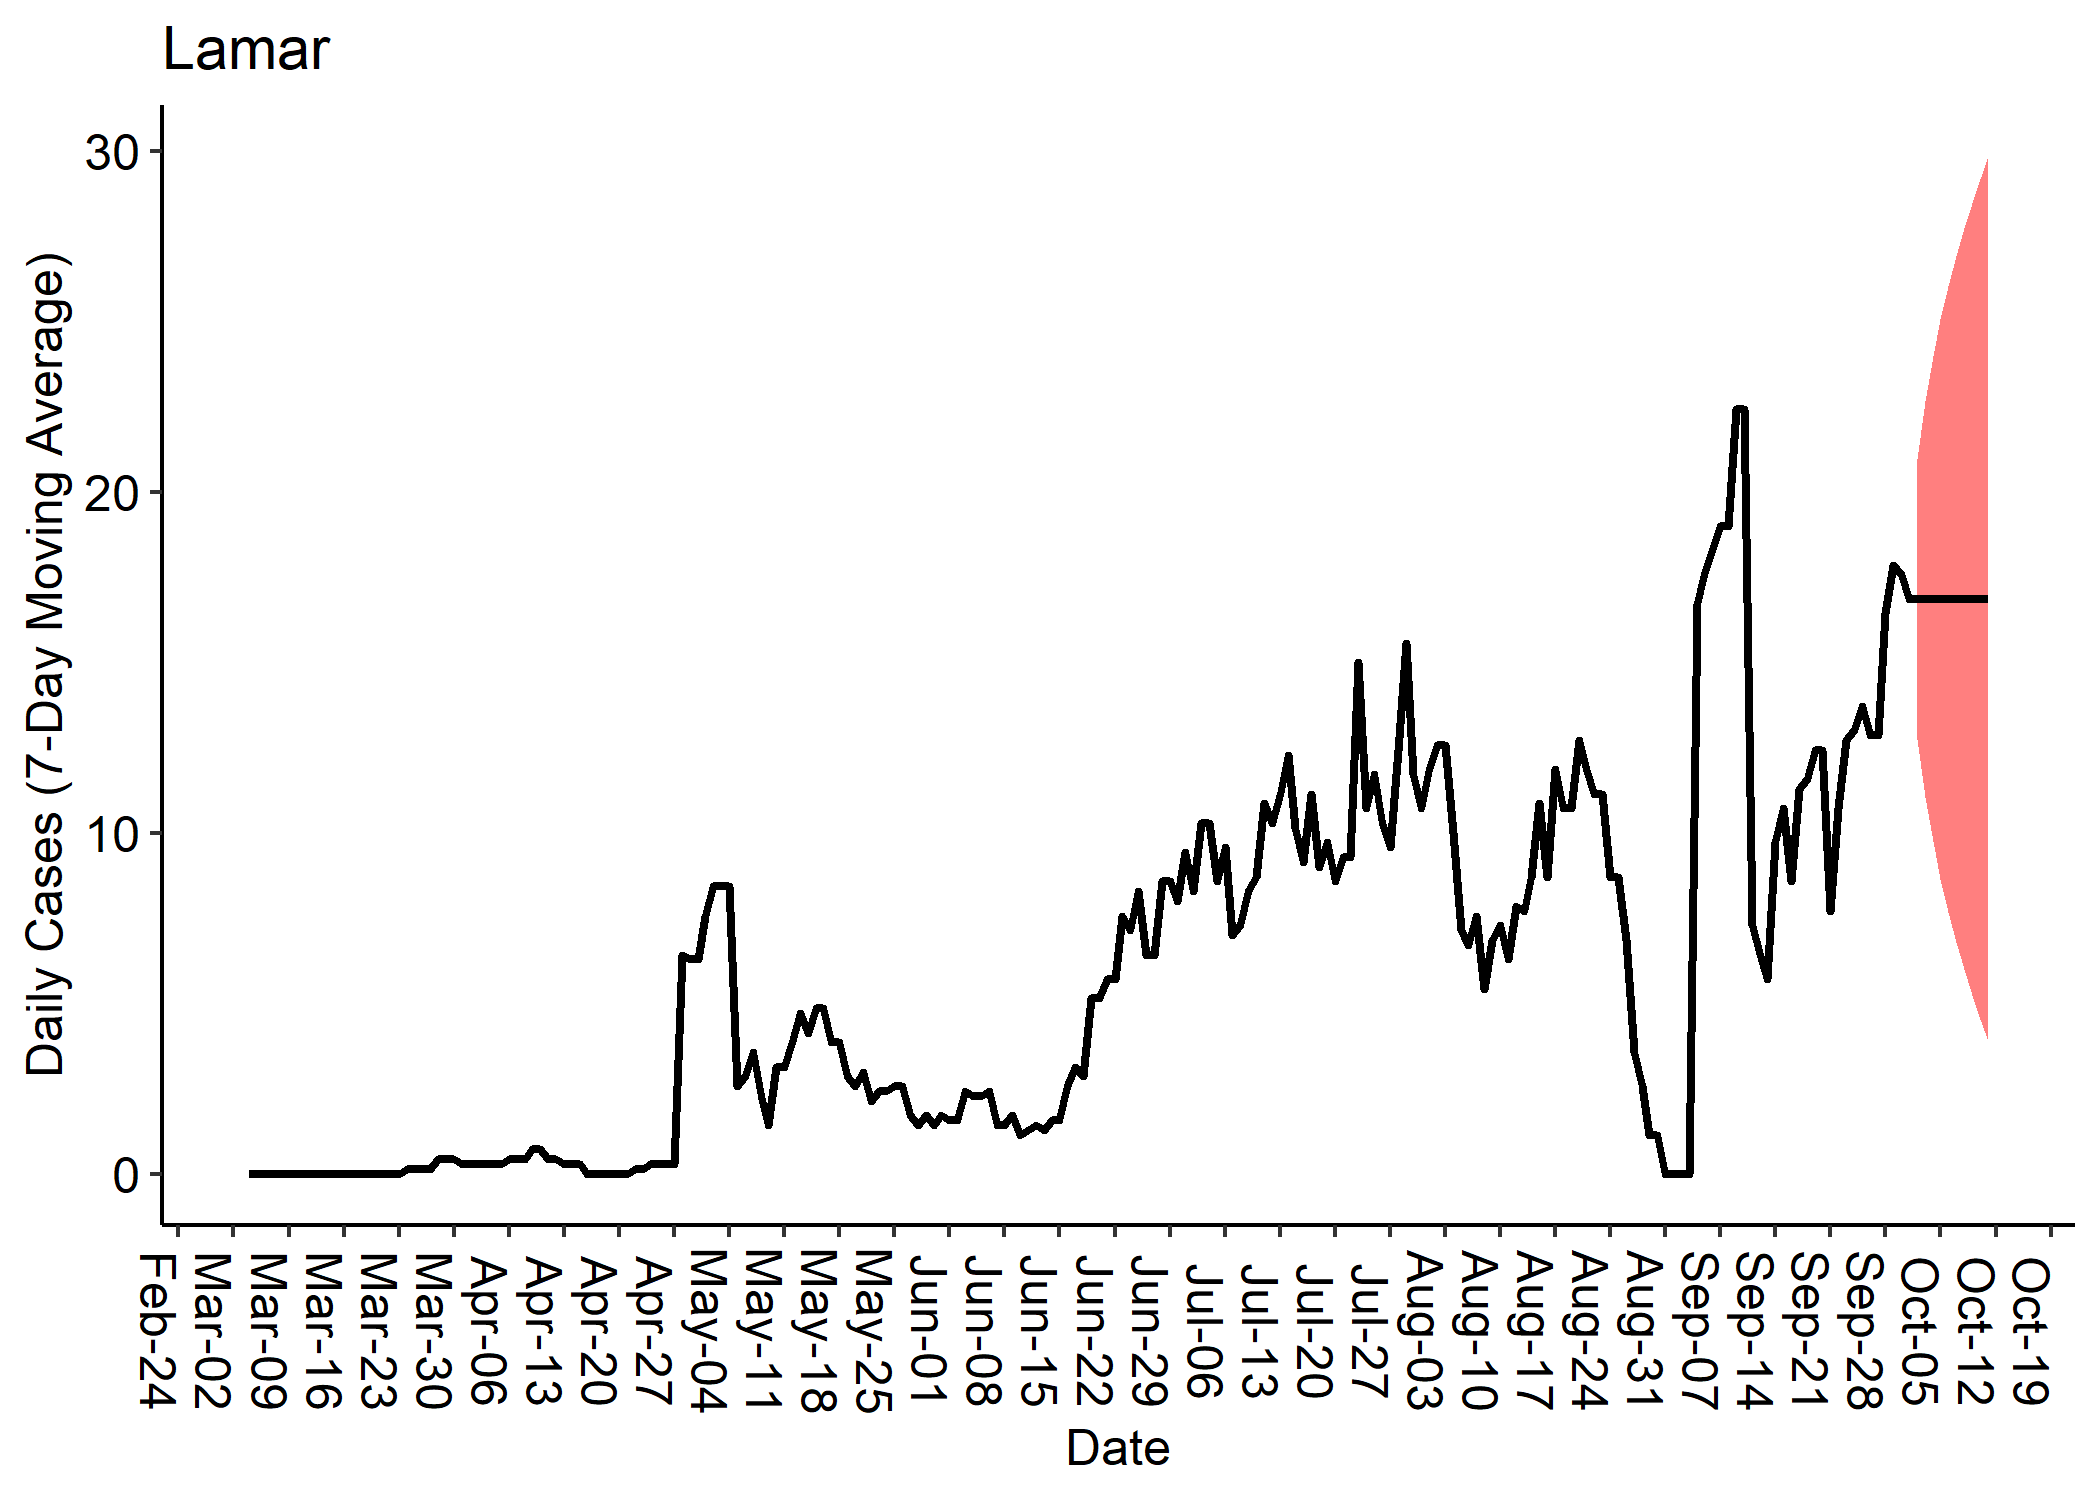 Lamar
Daily Cases (7-Day Moving Average)
30
20
10
0
Feb-24
Mar-02
Mar-09
Mar-16
Mar-23
Mar-30
Apr-06
Apr-13
Apr-20
Apr-27
May-04
May-11
May-18
May-25
Jun-01
Jun-08
Jun-15
Jun-22
Jun-29
Jul-06
Jul-13
Jul-20
Jul-27
Aug-03
Aug-10
Aug-17
Aug-24
Aug-31
Sep-07
Sep-14
Sep-21
Sep-28
Oct-05
Oct-12
Oct-19
Date